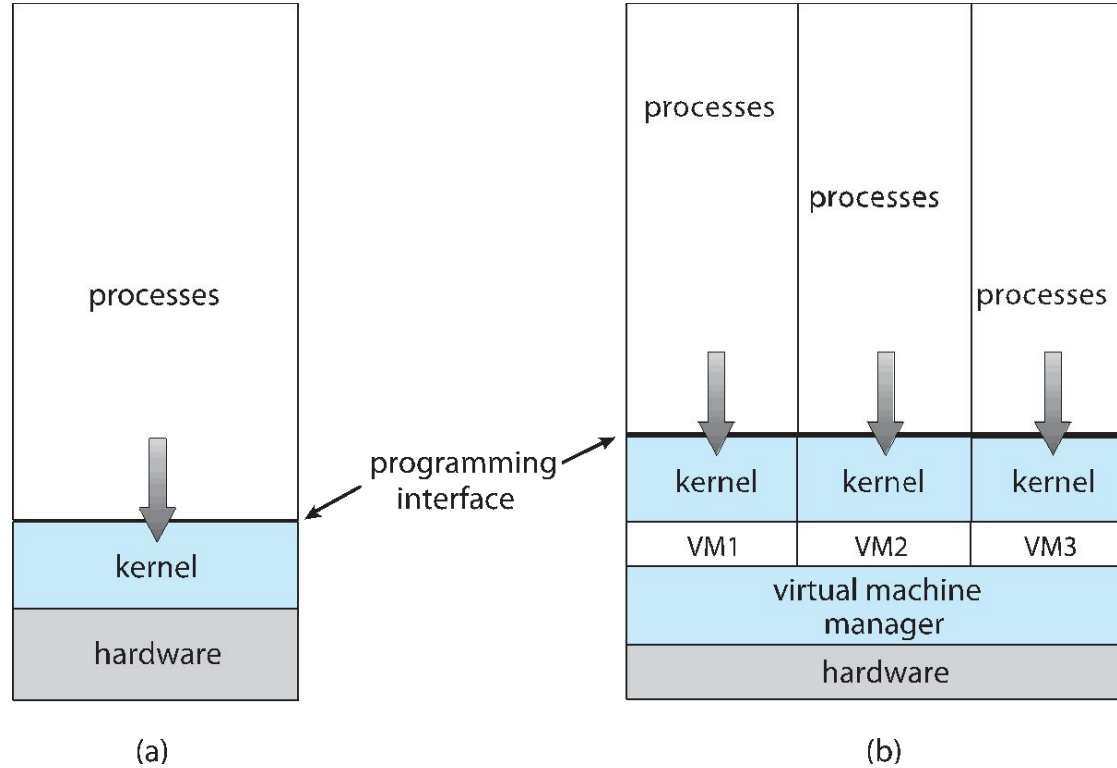 processes
kernel
hardware
(a)
programming
interface
processes
processes
processes
kernel
kernel
kernel
VM1
VM2
VM3
virtual machine
manager
hardware
(b)